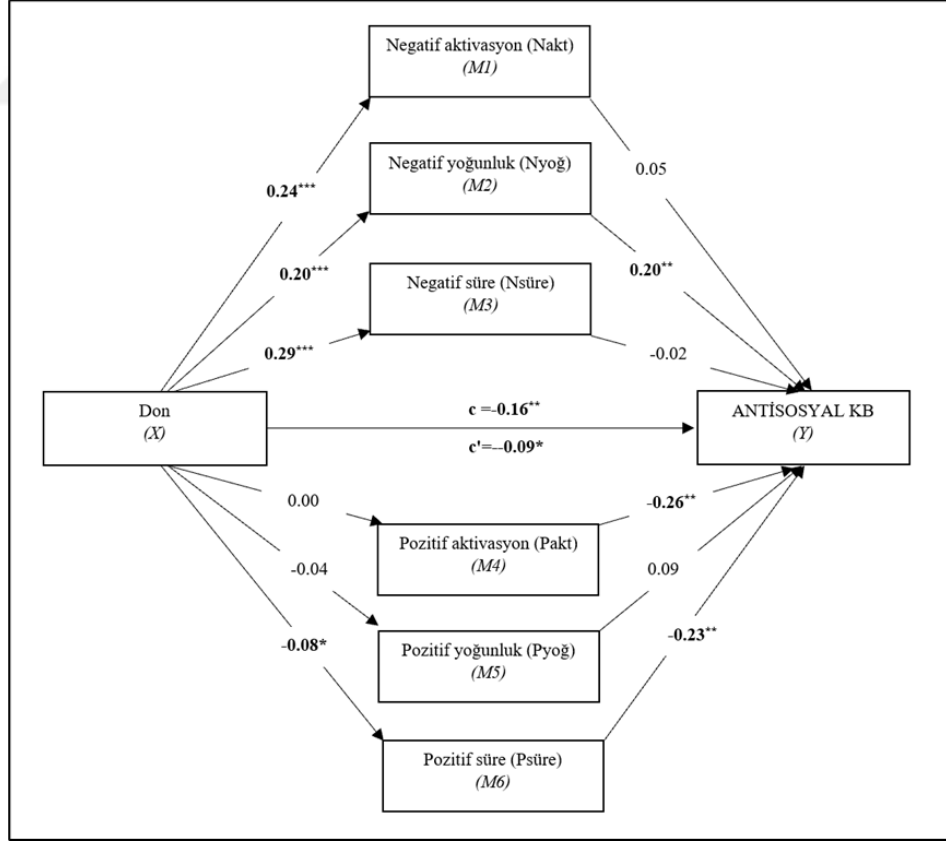 Negatif aktivasyon (Nakt)
(M1)
0.05
Negatif yoğunluk (Nyoğ)
(M2)
0.24***
0.20***
0.20**
Negatif süre (Nsüre)
(M3)
0.29***
-0.02
Don
(X)
c =-0.16**
c'=--0.09*
ANTİSOSYAL KB
(Y)
0.00
-0.26**
Pozitif aktivasyon (Pakt)
(M4)
-0.04
0.09
-0.08*
Pozitif yoğunluk (Pyoğ)
(M5)
-0.23**
Pozitif süre (Psüre)
(M6)